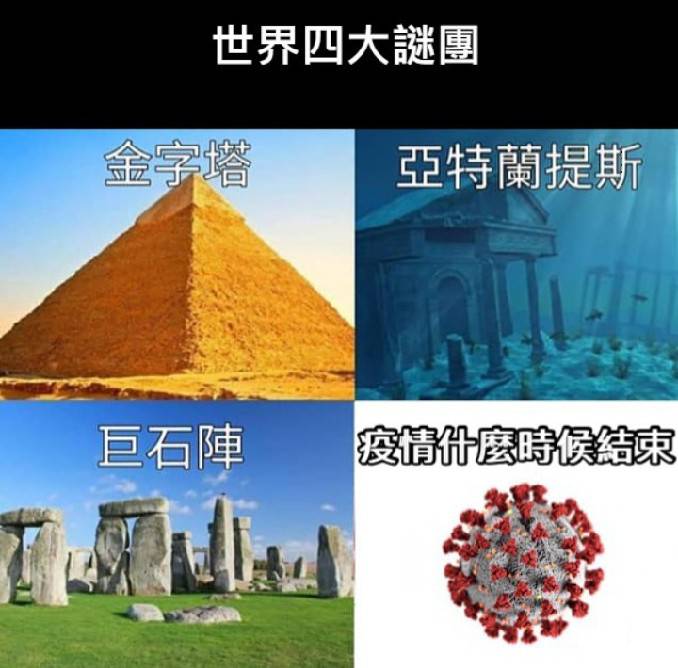 世界四大謎團
金字塔
亞特蘭提斯
巨石陣
疫情什麼時候結束